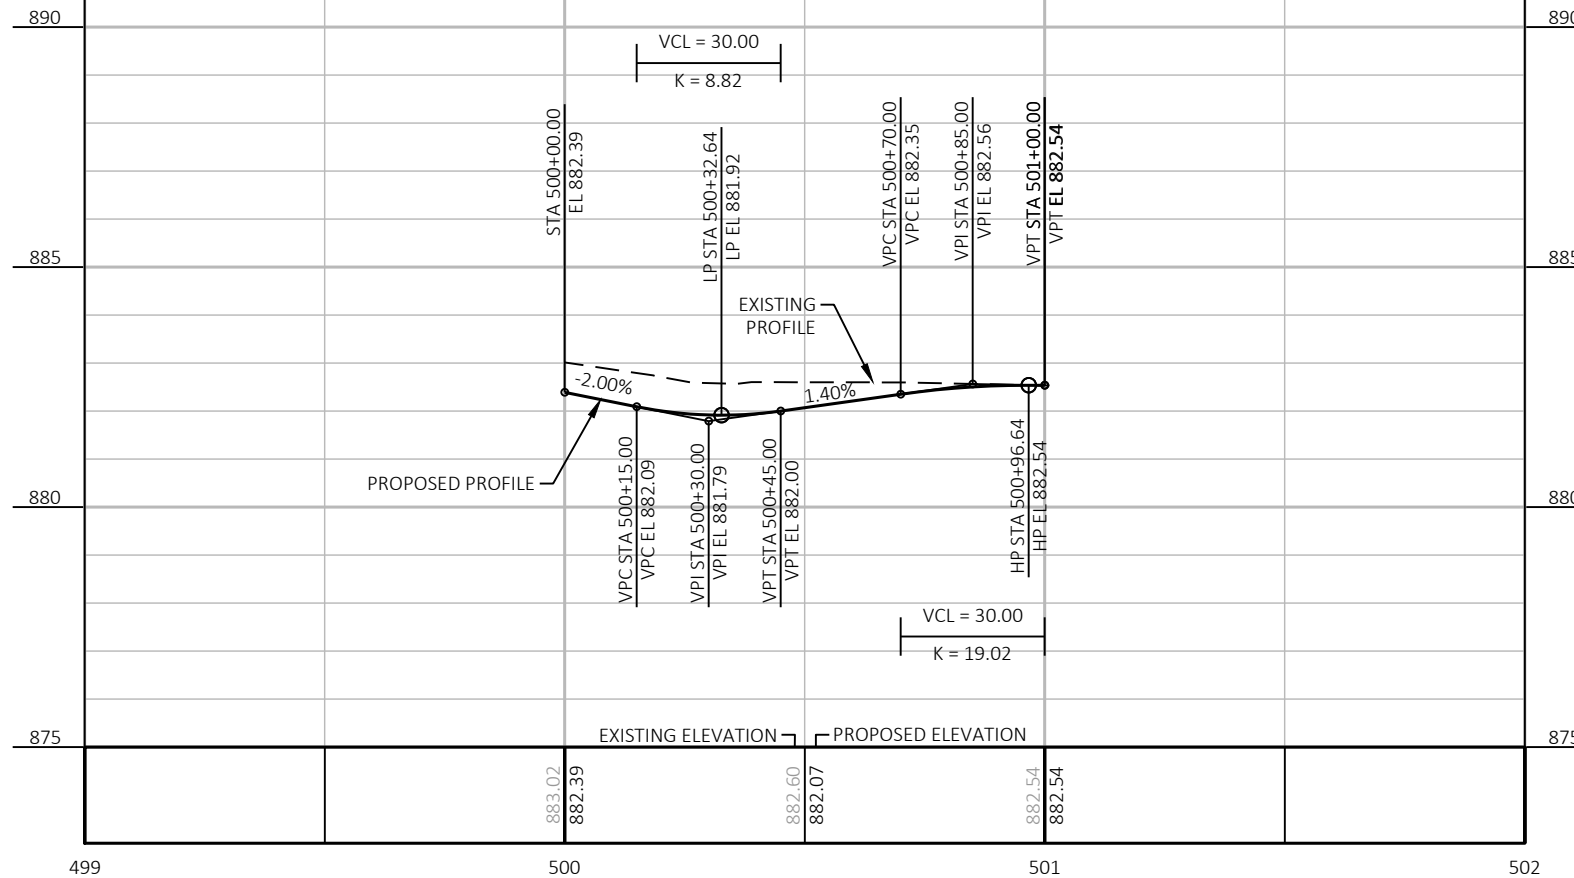 890
890
VCL = 30.00
K = 8.82
STA 500+00.00
EL 882.39
LP STA 500+32.64
LP EL 881.92
VPC STA 500+70.00
VPC EL 882.35
VPI STA 500+85.00
VPI EL 882.56
VPT STA 501+00.00
VPT EL 882.54
885
885
EXISTING
PROFILE
-2.00%
1.40%
PROPOSED PROFILE
880
880
VPC STA 500+15.00
VPC EL 882.09
VPI STA 500+30.00
VPI EL 881.79
VPT STA 500+45.00
VPT EL 882.00
HP STA 500+96.64
HP EL 882.54
VCL = 30.00
K = 19.02
875
875
EXISTING ELEVATION
PROPOSED ELEVATION
883.02
882.39
882.60
882.07
882.54
882.54
499
500
501
502